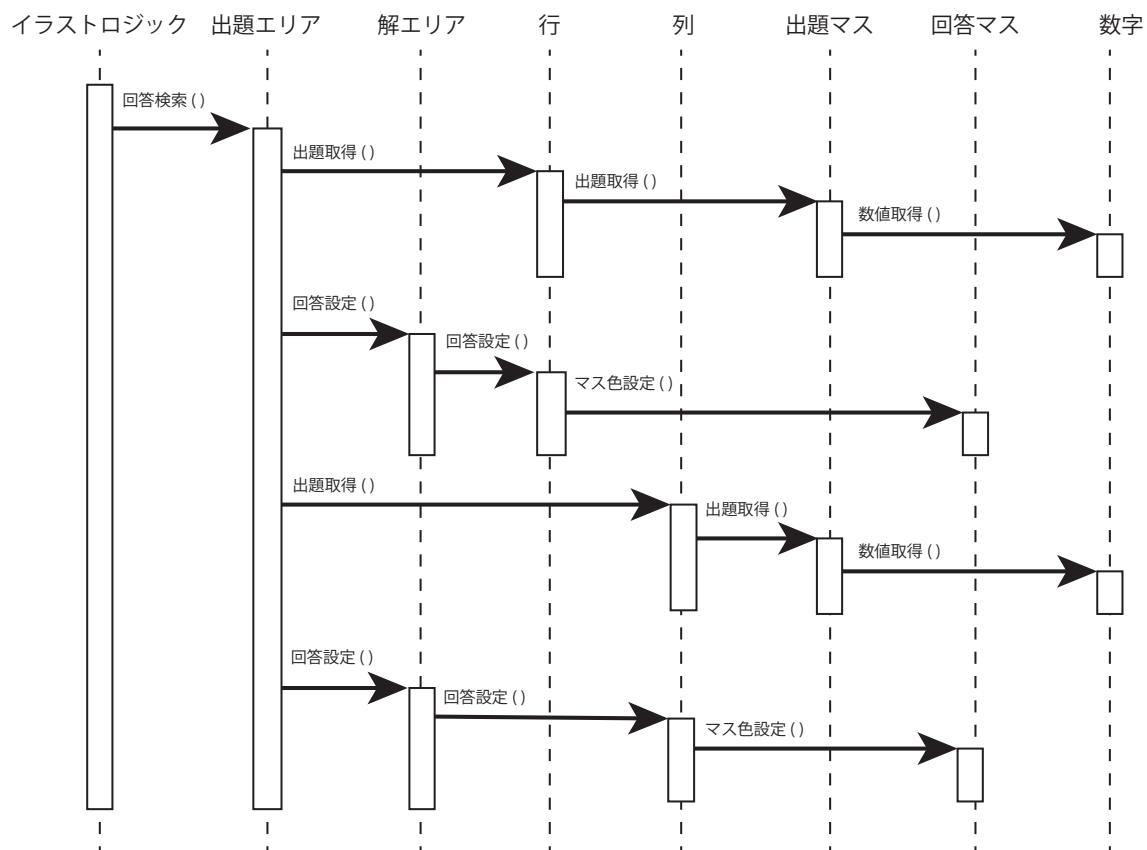 イラストロジック 出題エリア 解エリア 行 列 出題マス 回答マス 数字
回答検索 ( )
出題取得 ( )
出題取得 ( )
数値取得 ( )
回答設定 ( )
回答設定 ( )
マス色設定 ( )
出題取得 ( )
出題取得 ( )
数値取得 ( )
回答設定 ( )
回答設定 ( )
マス色設定 ( )